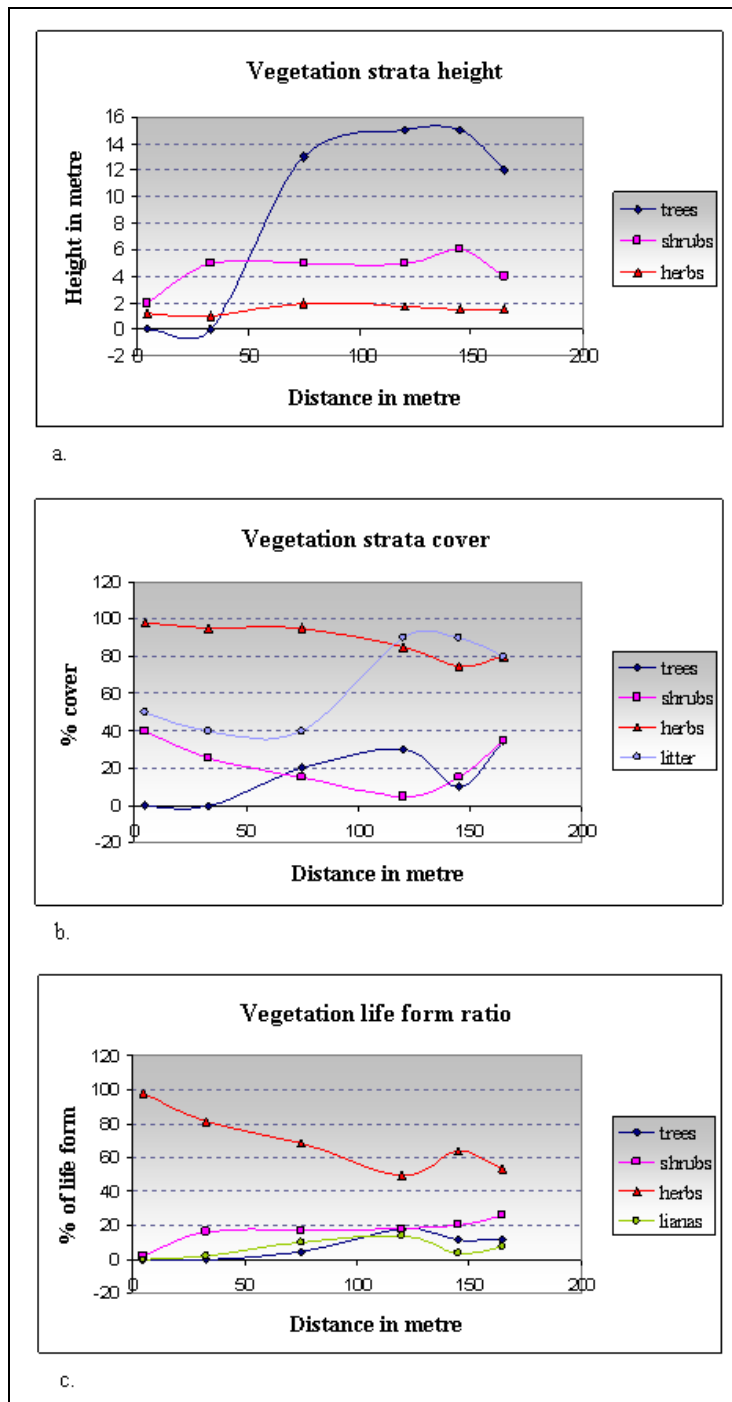 Vegetation strata height
Height in metre
16
14
12
10
8
6
4
2
0
-2
0
50
100
150
200
Distance in metre
trees
shrubs
herbs
a.
Vegetation strata cover
% cover
120
100
80
60
40
20
0
-20
0
50
100
150
200
Distance in metre
trees
shrubs
herbs
litter
b.
Vegetation life form ratio
% of life form
120
100
80
60
40
20
0
-20
0
50
100
150
200
Distance in metre
trees
shrubs
herbs
lianas
c.